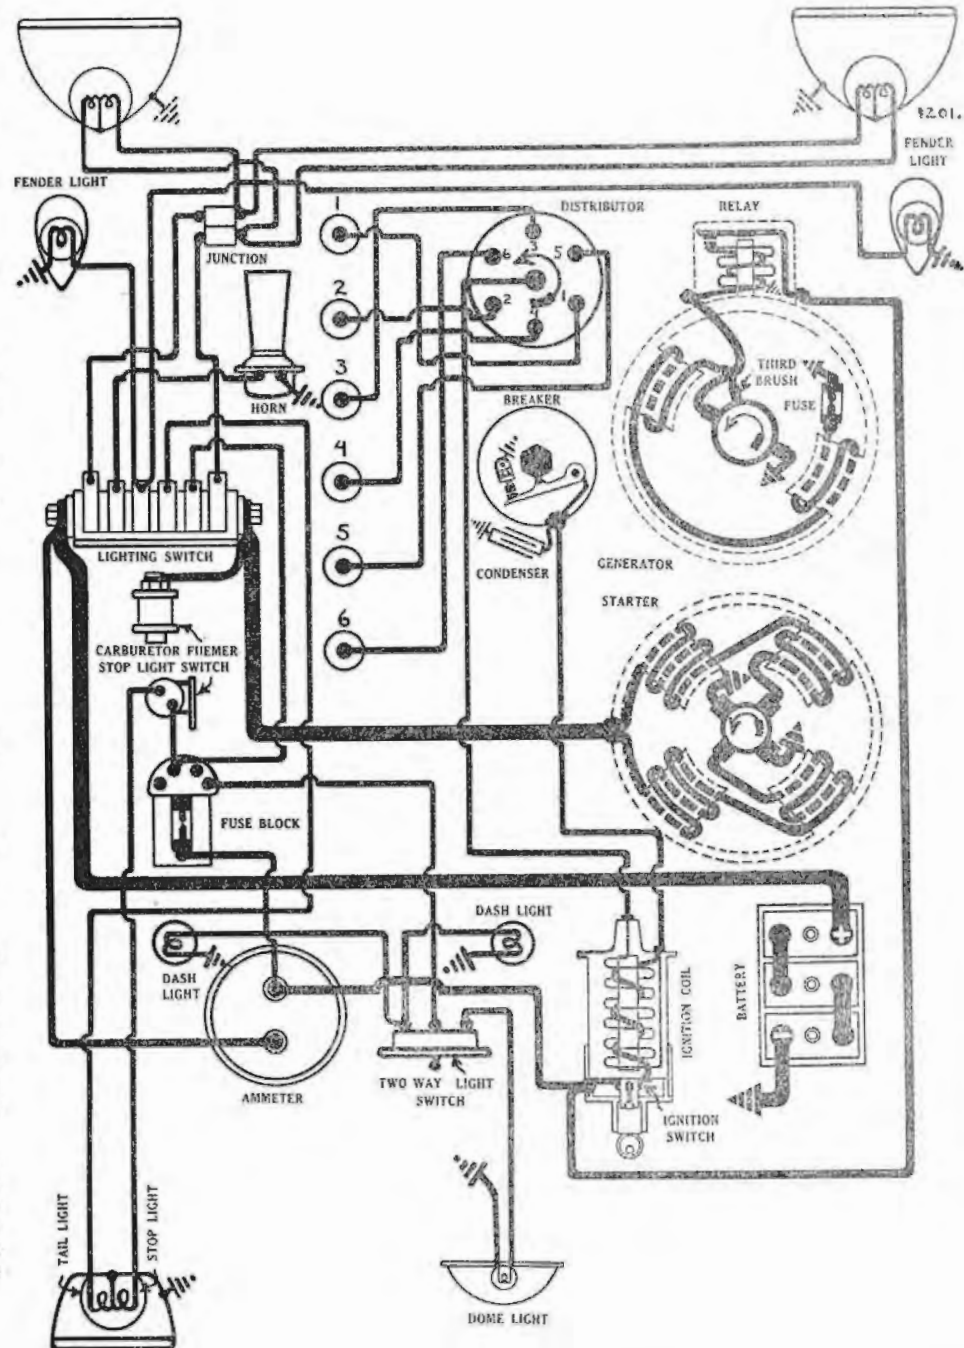 8201.
FENDER
LIGHT
FENDER LIGHT
1
DISTRIBUTOR
RELAY
3
6
5
JUNCTION
2
2
1
4
3
THIRD
BRUSH
HORN
BREAKER
FUSE
4
LIGHTING SWITCH
5
CONDENSER
GENERATOR
STARTER
6
CARBURETOR FUEMER
STOP LIGHT SWITCH
FUSE BLOCK
DASH LIGHT
DASH
LIGHT
IGNITION COIL
BATTERY
TWO WAY LIGHT
SWITCH
AMMETER
IGNITION
SWITCH
TAIL LIGHT
STOP LIGHT
DOME LIGHT